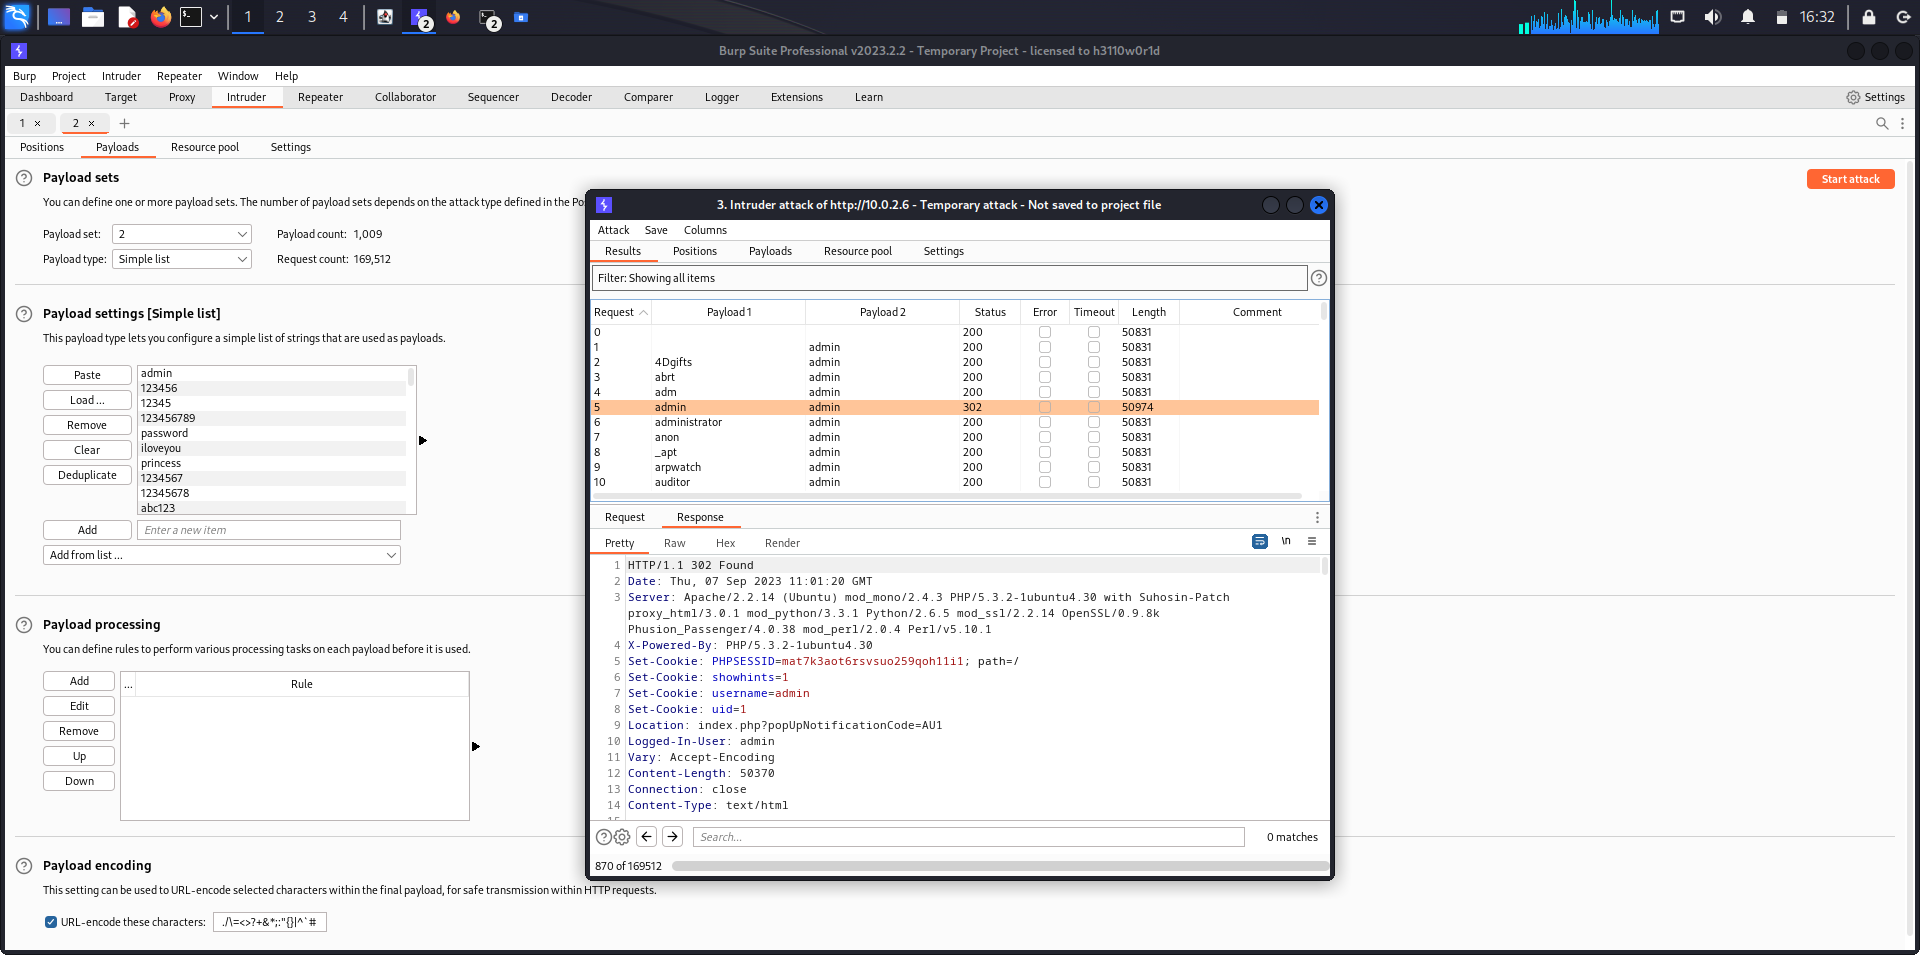 1 2 3 4 2 2 16:32
Burp Suite Professional v2023.2.2 - Temporary Project - licensed to h3110w0r1d
Burp Project Intruder Repeater Window Help
Dashboard Target Proxy Intruder Repeater Collaborator Sequencer Decoder Comparer Logger Extensions Learn Settings
1 × 2 × +
Positions Payloads Resource pool Settings
? Payload sets
Start attack
You can define one or more payload sets. The number of payload sets depends on the attack type defined in the Po
Payload set: 2 Payload count: 1,009
Payload type: Simple list Request count: 169,512
? Payload settings [Simple list]
This payload type lets you configure a simple list of strings that are used as payloads.
Paste
Load ...
Remove
Clear
Deduplicate
admin
123456
12345
123456789
password
iloveyou
princess
1234567
12345678
abc123
Add Enter a new item
Add from list ...
? Payload processing
You can define rules to perform various processing tasks on each payload before it is used.
Add
Edit
Remove
Up
Down
... Rule
? Payload encoding
This setting can be used to URL-encode selected characters within the final payload, for safe transmission within HTTP requests.
URL-encode these characters: ./\=<>?+&*;:"{}|^`#
3. Intruder attack of http://10.0.2.6 - Temporary attack - Not saved to project file
Attack Save Columns
Results Positions Payloads Resource pool Settings
Filter: Showing all items ?
Request Payload 1 Payload 2 Status Error Timeout Length Comment
0 200 50831
1 admin 200 50831
2 4Dgifts admin 200 50831
3 abrt admin 200 50831
4 adm admin 200 50831
5 admin admin 302 50974
6 administrator admin 200 50831
7 anon admin 200 50831
8 _apt admin 200 50831
9 arpwatch admin 200 50831
10 auditor admin 200 50831
Request Response
Pretty Raw Hex Render \n
1 HTTP/1.1 302 Found
2 Date: Thu, 07 Sep 2023 11:01:20 GMT
3 Server: Apache/2.2.14 (Ubuntu) mod_mono/2.4.3 PHP/5.3.2-1ubuntu4.30 with Suhosin-Patch
proxy_html/3.0.1 mod_python/3.3.1 Python/2.6.5 mod_ssl/2.2.14 OpenSSL/0.9.8k
Phusion_Passenger/4.0.38 mod_perl/2.0.4 Perl/v5.10.1
4 X-Powered-By: PHP/5.3.2-1ubuntu4.30
5 Set-Cookie: PHPSESSID=mat7k3aot6rsvsuo259qoh11i1; path=/
6 Set-Cookie: showhints=1
7 Set-Cookie: username=admin
8 Set-Cookie: uid=1
9 Location: index.php?popUpNotificationCode=AU1
10 Logged-In-User: admin
11 Vary: Accept-Encoding
12 Content-Length: 50370
13 Connection: close
14 Content-Type: text/html
? Search... 0 matches
870 of 169512